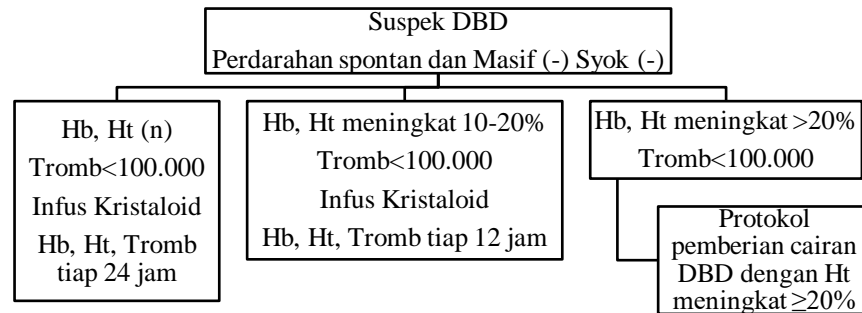 Suspek DBD
Perdarahan spontan dan Masif (-) Syok (-)
Hb, Ht (n)
Tromb<100.000
Infus Kristaloid
Hb, Ht, Tromb
tiap 24 jam
Hb, Ht meningkat 10-20%
Tromb<100.000
Infus Kristaloid
Hb, Ht, Tromb tiap 12 jam
Hb, Ht meningkat >20%
Tromb<100.000
Protokol
pemberian cairan
DBD dengan Ht
meningkat ≥20%